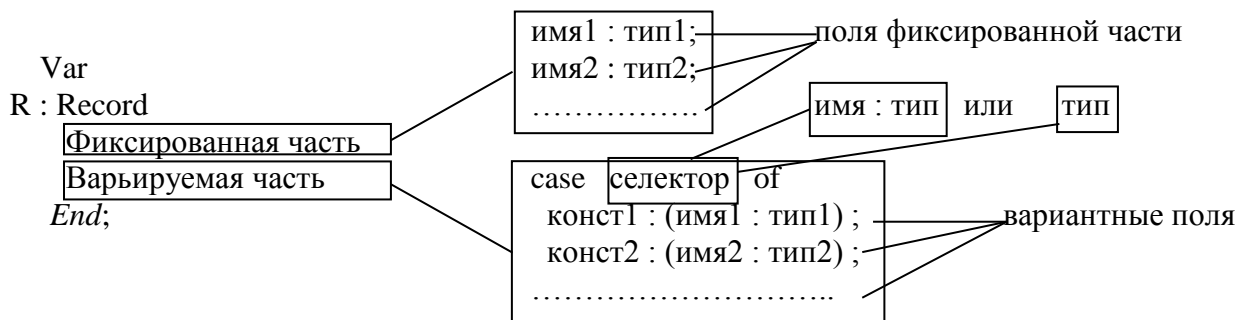 Var
R : Record
Фиксированная часть
Варьируемая часть
End;
имя1 : тип1;
имя2 : тип2;
…………….
поля фиксированной части
имя : тип или тип
case селектор of
конст1 : (имя1 : тип1) ;
конст2 : (имя2 : тип2) ;
………………………..
вариантные поля